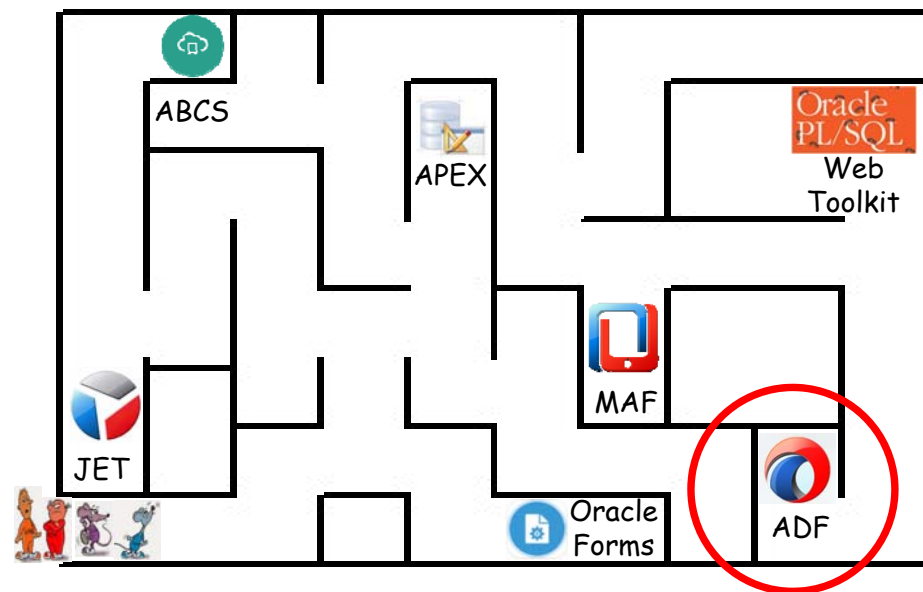 ABCS
APEX
Oracle
PL/SQL
Web
Toolkit
MAF
JET
Oracle
Forms
ADF